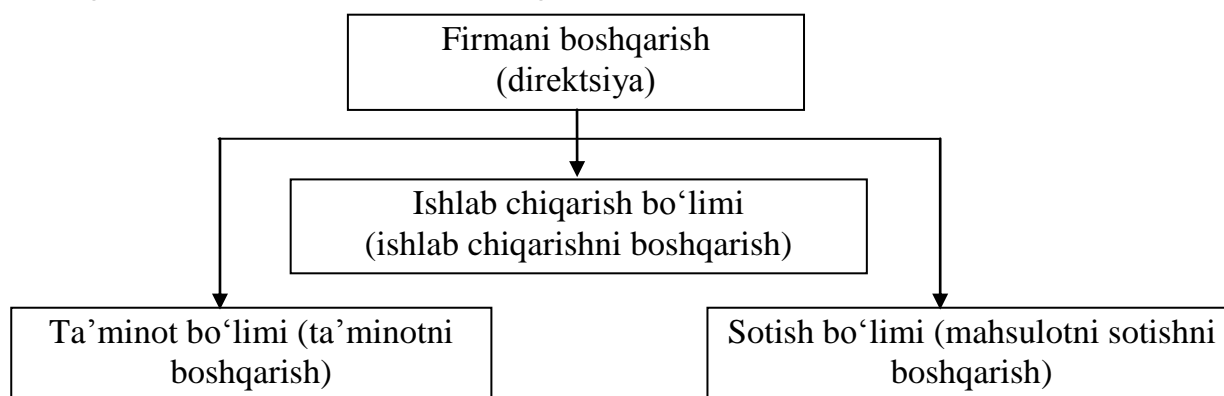 Firmani boshqarish
(direktsiya)
Ishlab chiqarish bo‘limi
(ishlab chiqarishni boshqarish)
Ta’minot bo‘limi (ta’minotni
boshqarish)
Sotish bo‘limi (mahsulotni sotishni
boshqarish)